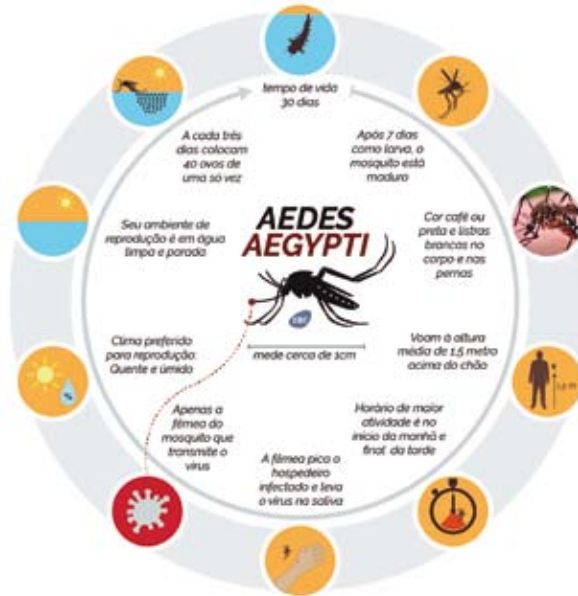 tempo de vida
30 dias
Após 7 dias
como larva, o
mosquito está
maduro
Cor café ou
preta e listras
brancas no
corpo e nas
pernas
Voam à altura
média de 1,5 metro
acima do chão
Horário de maior
atividade é no
início da manhã e
final da tarde
A fêmea pica o
hospedeiro
infectado e leva
o vírus na saliva
Apenas a
fêmea do
mosquito que
transmite o
vírus
Clima preferido
para reprodução:
Quente e úmido
Seu ambiente de
reprodução é em água
limpa e parada
A cada três
dias colocam
40 ovos de
uma só vez
AEDES
AEGYPTI
mede cerca de 1cm
%